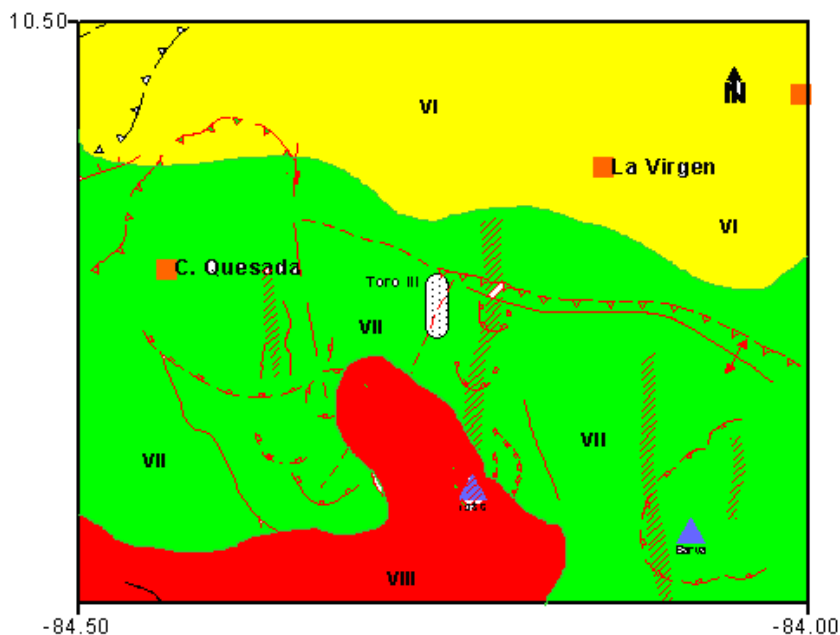 10.50
N
VI
La Virgen
VI
C. Quesada
Toro III
VII
VII
VII
Barva
VIII
-84.50
-84.00